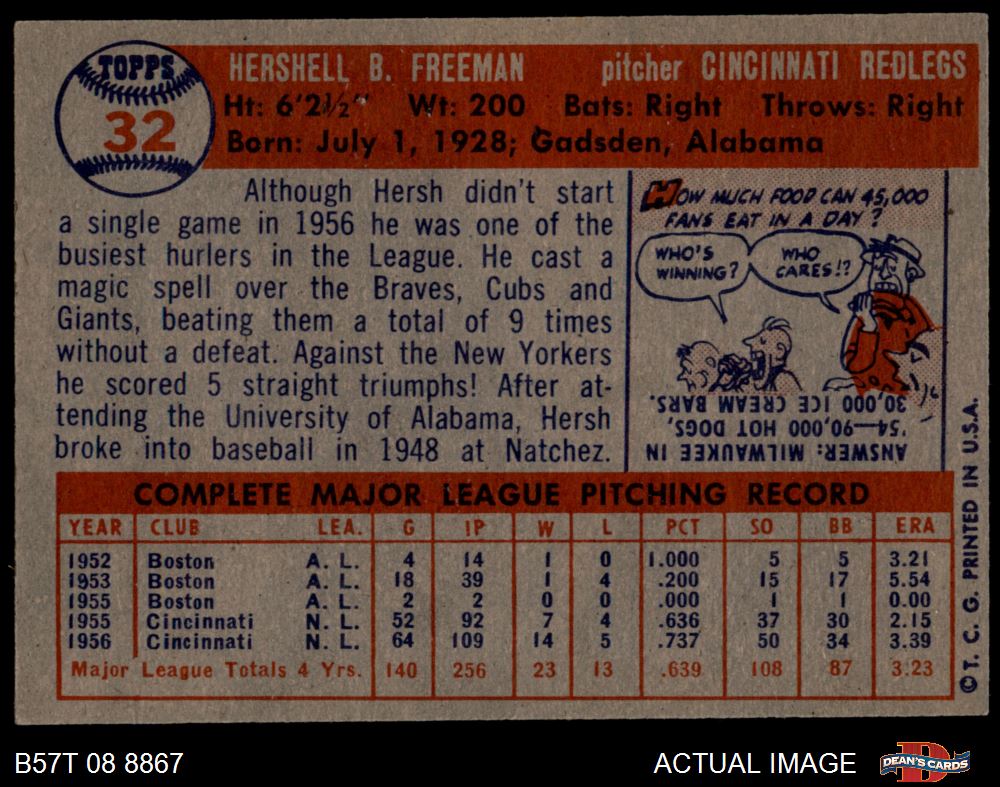 TOPPS
32
HERSHELL B. FREEMAN pitcher CINCINNATI REDLEGS
Ht: 6'2½" Wt: 200 Bats: Right Throws: Right
Born: July 1, 1928; Gadsden, Alabama
Although Hersh didn't start
a single game in 1956 he was one of the
busiest hurlers in the League. He cast a
magic spell over the Braves, Cubs and
Giants, beating them a total of 9 times
without a defeat. Against the New Yorkers
he scored 5 straight triumphs! After at-
tending the University of Alabama, Hersh
broke into baseball in 1948 at Natchez.
HOW MUCH FOOD CAN 45,000
FANS EAT IN A DAY?
WHO'S
WINNING?
WHO
CARES!?
ANSWER: MILWAUKEE IN
'54—90,000 HOT DOGS,
30,000 ICE CREAM BARS.
COMPLETE MAJOR LEAGUE PITCHING RECORD
YEAR CLUB LEA. G IP W L PCT SO BB ERA
1952 Boston A. L. 4 14 1 0 1.000 5 5 3.21
1953 Boston A. L. 18 39 1 4 .200 15 17 5.54
1955 Boston A. L. 2 2 0 0 .000 1 1 0.00
1955 Cincinnati N. L. 52 92 7 4 .636 37 30 2.15
1956 Cincinnati N. L. 64 109 14 5 .737 50 34 3.39
Major League Totals 4 Yrs. 140 256 23 13 .639 108 87 3.23
© T. C. G. PRINTED IN U.S.A.
B57T 08 8867
ACTUAL IMAGE
D
DEAN'S CARDS